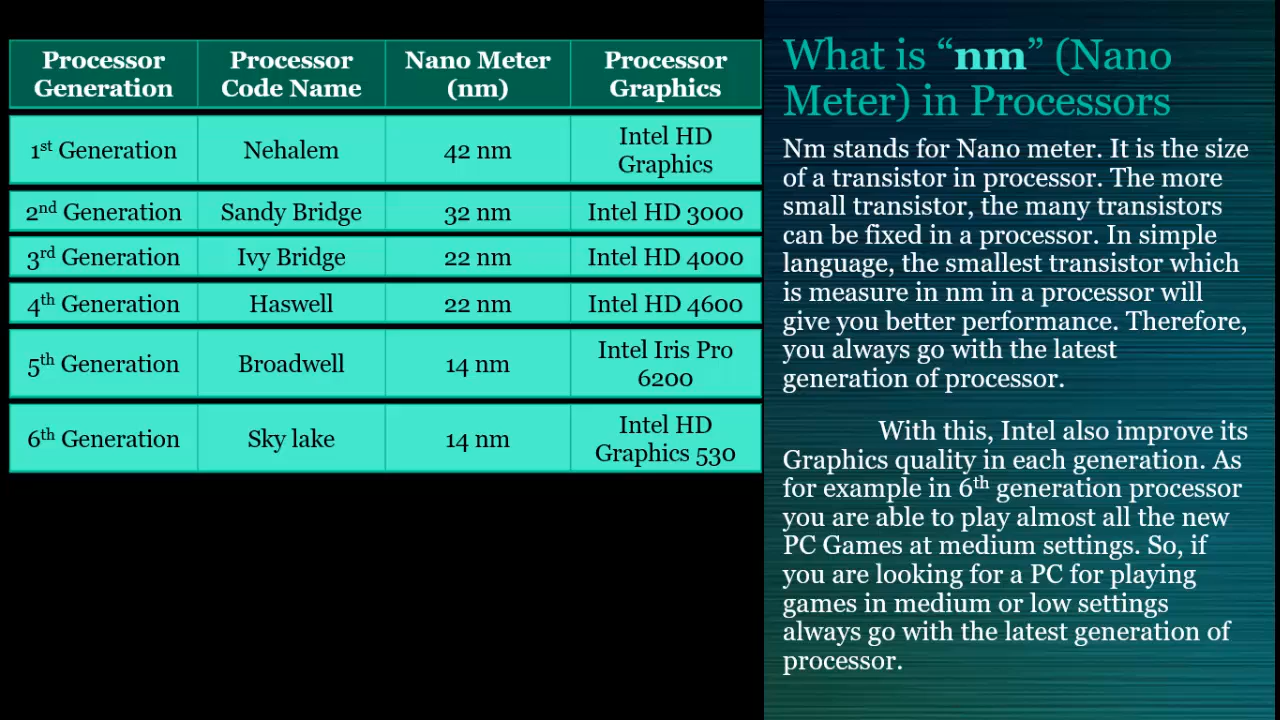 Processor Generation
Processor Code Name
Nano Meter (nm)
Processor Graphics
1st Generation
Nehalem
42 nm
Intel HD Graphics
2nd Generation
Sandy Bridge
32 nm
Intel HD 3000
3rd Generation
Ivy Bridge
22 nm
Intel HD 4000
4th Generation
Haswell
22 nm
Intel HD 4600
5th Generation
Broadwell
14 nm
Intel Iris Pro 6200
6th Generation
Sky lake
14 nm
Intel HD Graphics 530
What is “nm” (Nano
Meter) in Processors
Nm stands for Nano meter. It is the size
of a transistor in processor. The more
small transistor, the many transistors
can be fixed in a processor. In simple
language, the smallest transistor which
is measure in nm in a processor will
give you better performance. Therefore,
you always go with the latest
generation of processor.
With this, Intel also improve its
Graphics quality in each generation. As
for example in 6th generation processor
you are able to play almost all the new
PC Games at medium settings. So, if
you are looking for a PC for playing
games in medium or low settings
always go with the latest generation of
processor.